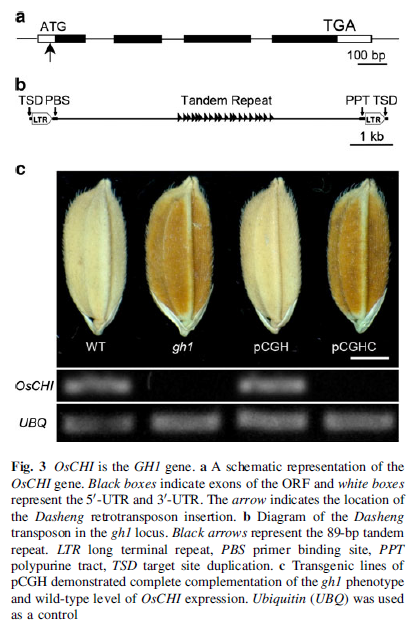 a
ATG
TGA
100 bp
b
TSD PBS
Tandem Repeat
PPT TSD
LTR
LTR
1 kb
c
WT
gh1
pCGH
pCGHC
OsCHI
UBQ
Fig. 3 OsCHI is the GH1 gene. a A schematic representation of the
OsCHI gene. Black boxes indicate exons of the ORF and white boxes
represent the 5′-UTR and 3′-UTR. The arrow indicates the location of
the Dasheng retrotransposon insertion. b Diagram of the Dasheng
transposon in the gh1 locus. Black arrows represent the 89-bp tandem
repeat. LTR long terminal repeat, PBS primer binding site, PPT
polypurine tract, TSD target site duplication. c Transgenic lines of
pCGH demonstrated complete complementation of the gh1 phenotype
and wild-type level of OsCHI expression. Ubiquitin (UBQ) was used
as a control